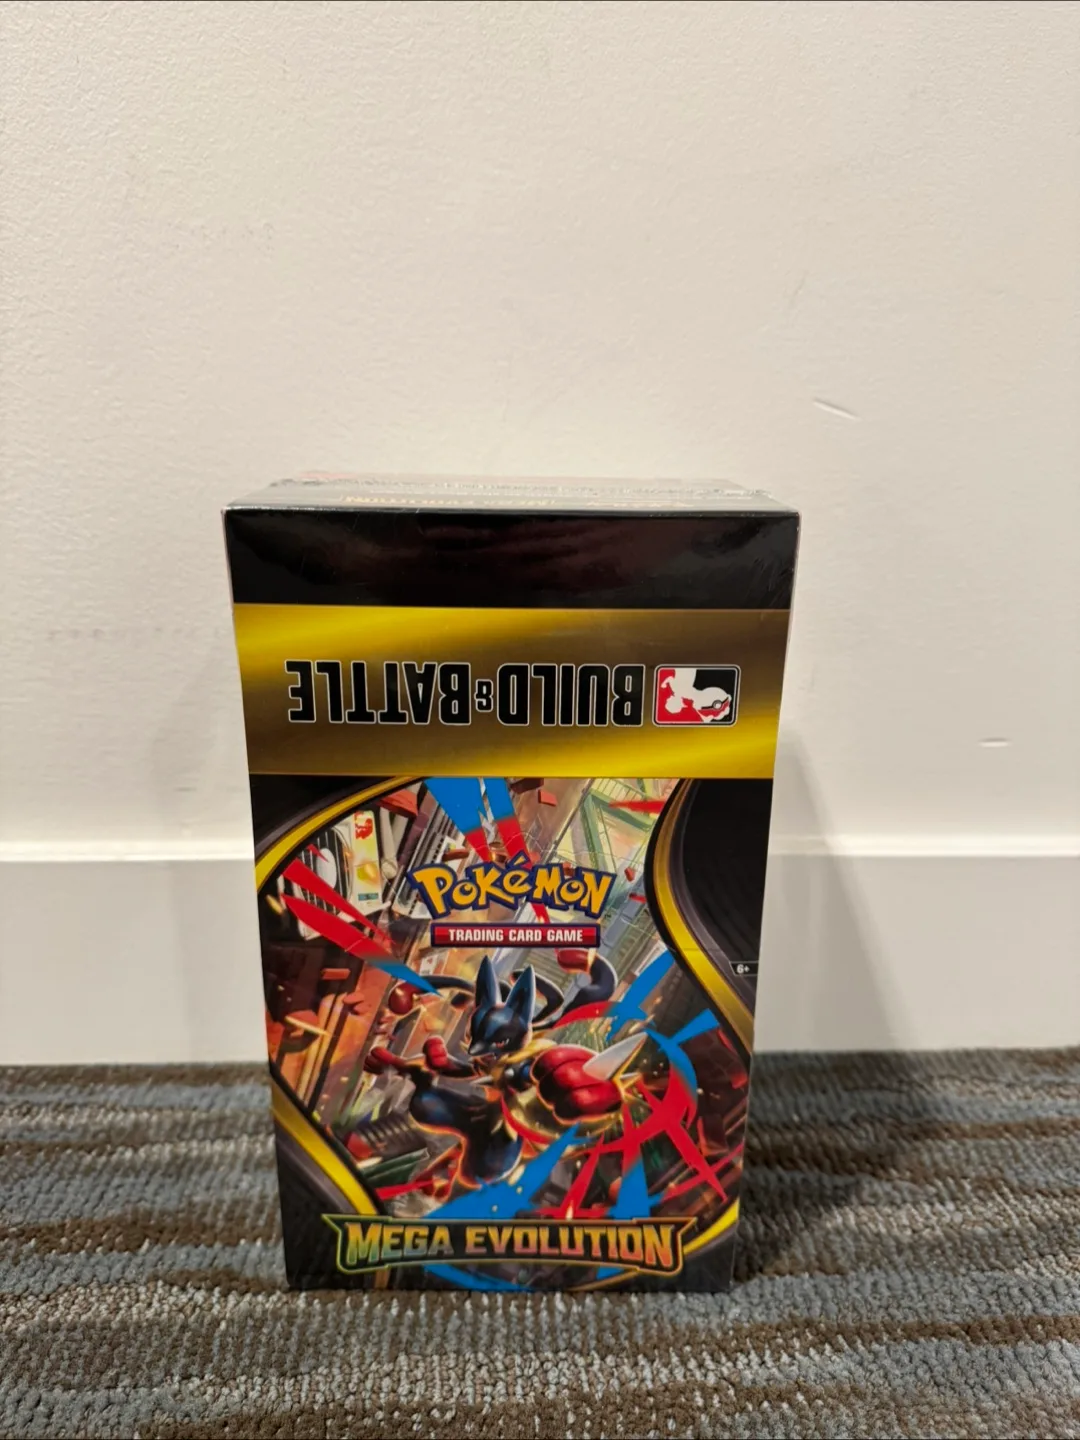 BUILD & BATTLE
POKéMON
TRADING CARD GAME
6+
MEGA EVOLUTION